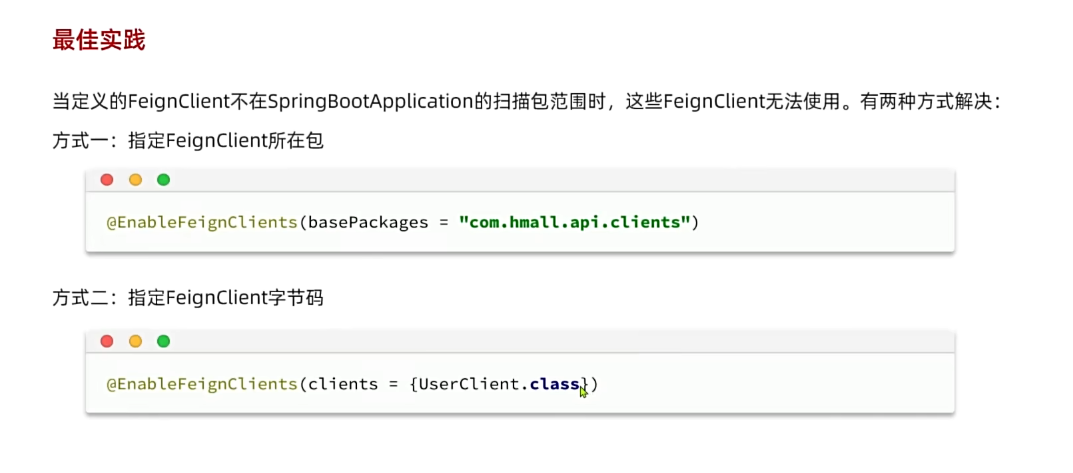 最佳实践
当定义的FeignClient不在SpringBootApplication的扫描包范围时，这些FeignClient无法使用。有两种方式解决：
方式一：指定FeignClient所在包
@EnableFeignClients(basePackages = "com.hmall.api.clients")
方式二：指定FeignClient字节码
@EnableFeignClients(clients = {UserClient.class})